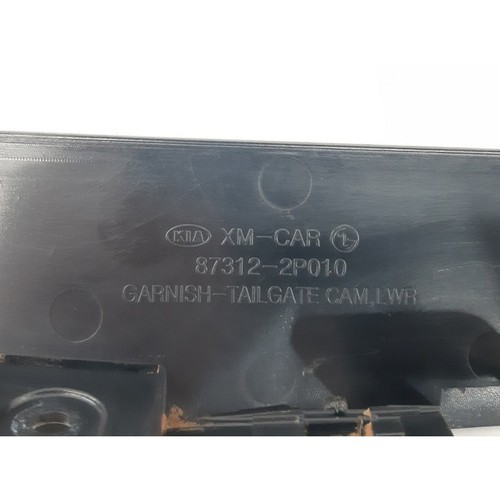 KIA XM-CAR
87312-2P010
GARNISH-TAILGATE CAM,LWR